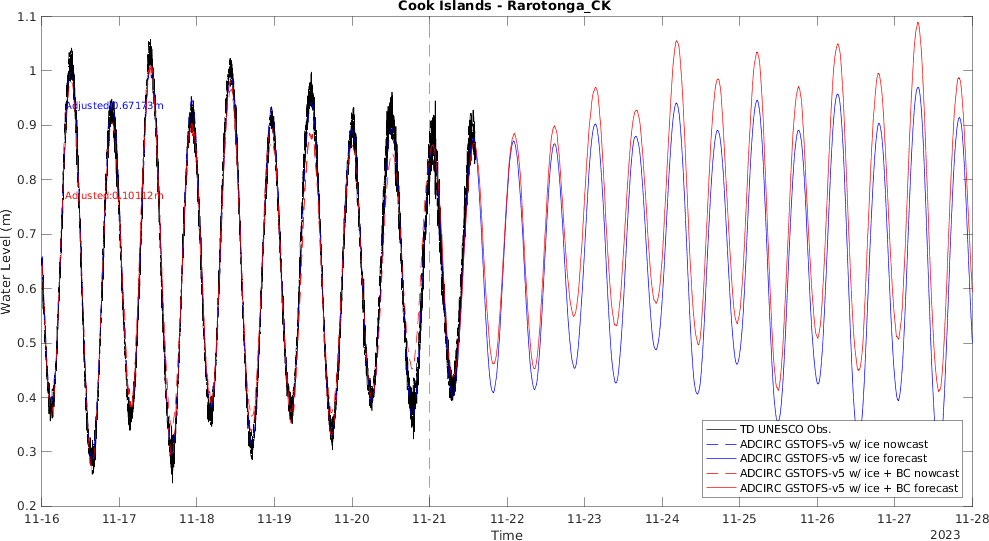 Cook Islands - Rarotonga_CK
1.1
1
0.9
0.8
0.7
0.6
0.5
0.4
0.3
0.2
Water Level (m)
Adjusted:0.67173m
Adjusted:0.10112m
TD UNESCO Obs.
ADCIRC GSTOFS-v5 w/ ice nowcast
ADCIRC GSTOFS-v5 w/ ice forecast
ADCIRC GSTOFS-v5 w/ ice + BC nowcast
ADCIRC GSTOFS-v5 w/ ice + BC forecast
11-16 11-17 11-18 11-19 11-20 11-21 11-22 11-23 11-24 11-25 11-26 11-27 11-28
Time
2023